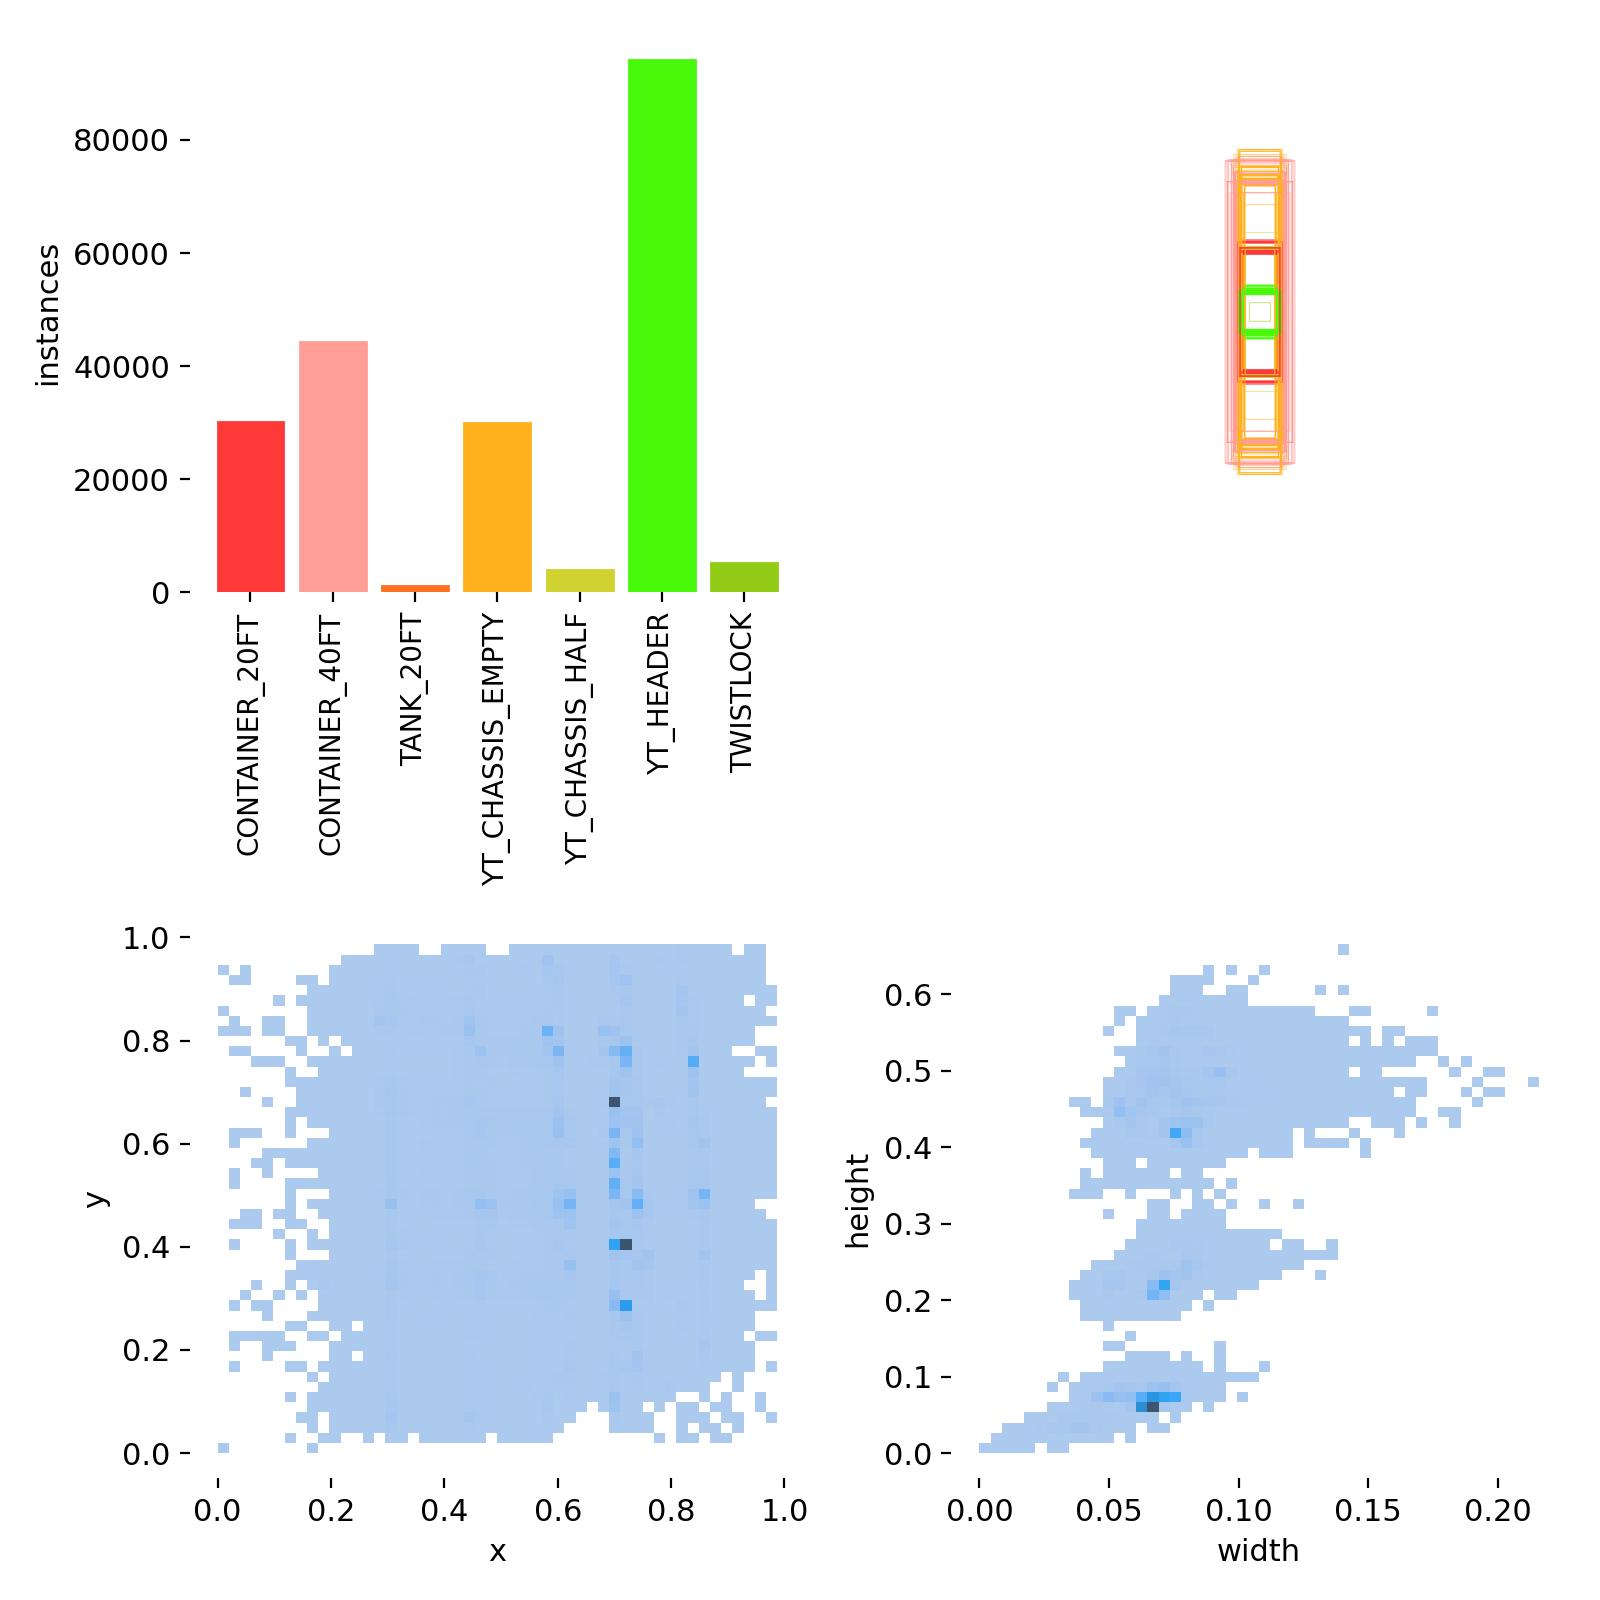 80000
60000
40000
20000
0
instances
CONTAINER_20FT
CONTAINER_40FT
TANK_20FT
YT_CHASSIS_EMPTY
YT_CHASSIS_HALF
YT_HEADER
TWISTLOCK
1.0
0.8
0.6
0.4
0.2
0.0
y
0.0 0.2 0.4 0.6 0.8 1.0
x
0.6
0.5
0.4
0.3
0.2
0.1
0.0
height
0.00 0.05 0.10 0.15 0.20
width